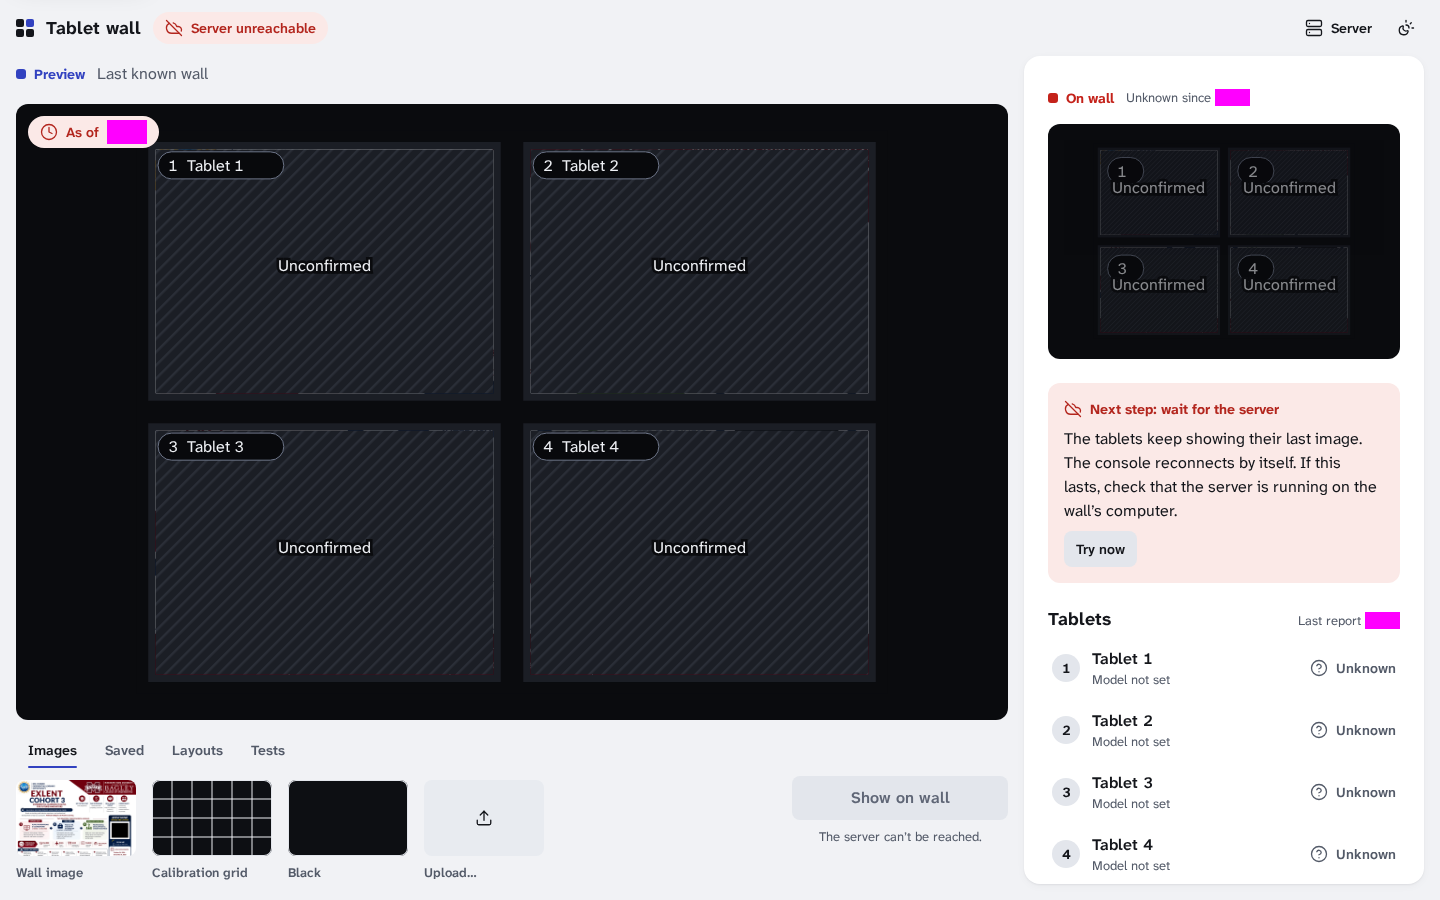 Tablet wall
Server unreachable
Server
Preview
Last known wall
As of
1 Tablet 1
Unconfirmed
2 Tablet 2
Unconfirmed
3 Tablet 3
Unconfirmed
4 Tablet 4
Unconfirmed
Images
Saved
Layouts
Tests
EXLENT
COHORT 3
BAGLEY
Wall image
Calibration grid
Black
Upload…
Show on wall
The server can't be reached.
On wall
Unknown since
1
Unconfirmed
2
Unconfirmed
3
Unconfirmed
4
Unconfirmed
Next step: wait for the server
The tablets keep showing their last image.
The console reconnects by itself. If this
lasts, check that the server is running on the
wall’s computer.
Try now
Tablets
Last report
1
Tablet 1
Model not set
Unknown
2
Tablet 2
Model not set
Unknown
3
Tablet 3
Model not set
Unknown
4
Tablet 4
Model not set
Unknown